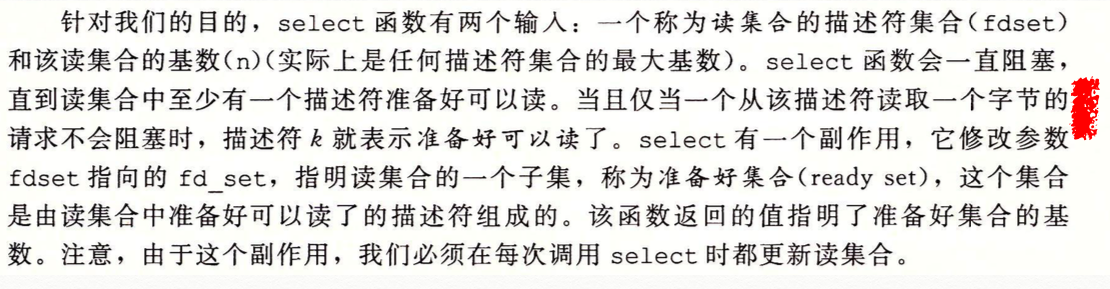 针对我们的目的，select 函数有两个输入：一个称为读集合的描述符集合(fdset)
和该读集合的基数(n)(实际上是任何描述符集合的最大基数)。select 函数会一直阻塞，
直到读集合中至少有一个描述符准备好可以读。当且仅当一个从该描述符读取一个字节的
请求不会阻塞时，描述符 k 就表示准备好可以读了。select 有一个副作用，它修改参数
fdset 指向的 fd_set，指明读集合的一个子集，称为准备好集合(ready set)，这个集合
是由读集合中准备好可以读了的描述符组成的。该函数返回的值指明了准备好集合的基
数。注意，由于这个副作用，我们必须在每次调用 select 时都更新读集合。